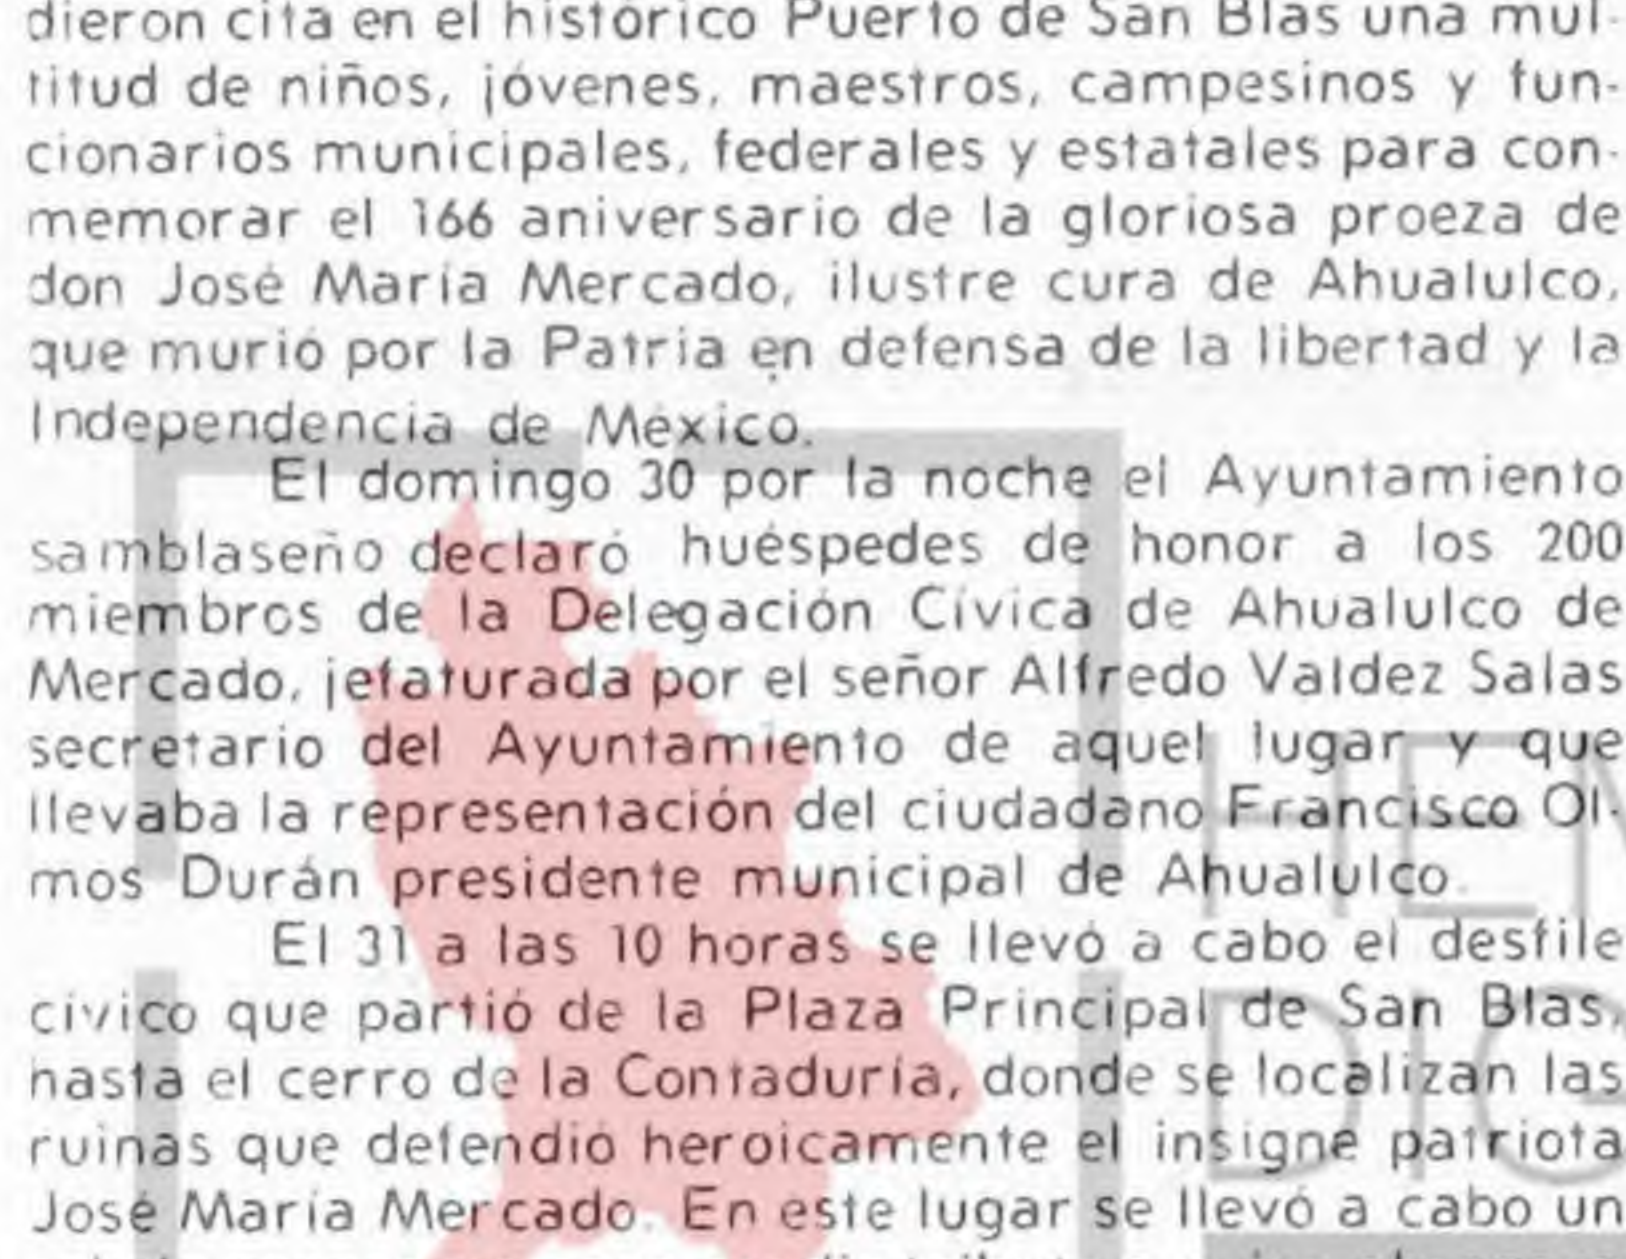 dieron cita en el histórico Puerto de San Blas una mul-
titud de niños, jóvenes, maestros, campesinos y fun-
cionarios municipales, federales y estatales para con-
memorar el 166 aniversario de la gloriosa proeza de
don José María Mercado, ilustre cura de Ahualulco,
que murió por la Patria en defensa de la libertad y la
Independencia de México.
El domingo 30 por la noche el Ayuntamiento
samblaseño declaró huéspedes de honor a los 200
miembros de la Delegación Cívica de Ahualulco de
Mercado, jefaturada por el señor Alfredo Valdez Salas
secretario del Ayuntamiento de aquel lugar y que
llevaba la representación del ciudadano Francisco Ol-
mos Durán presidente municipal de Ahualulco.
El 31 a las 10 horas se llevó a cabo el desfile
cívico que partió de la Plaza Principal de San Blas,
hasta el cerro de la Contaduría, donde se localizan las
ruinas que defendió heroicamente el insigne patriota
José María Mercado. En este lugar se llevó a cabo un
HEM
DIG